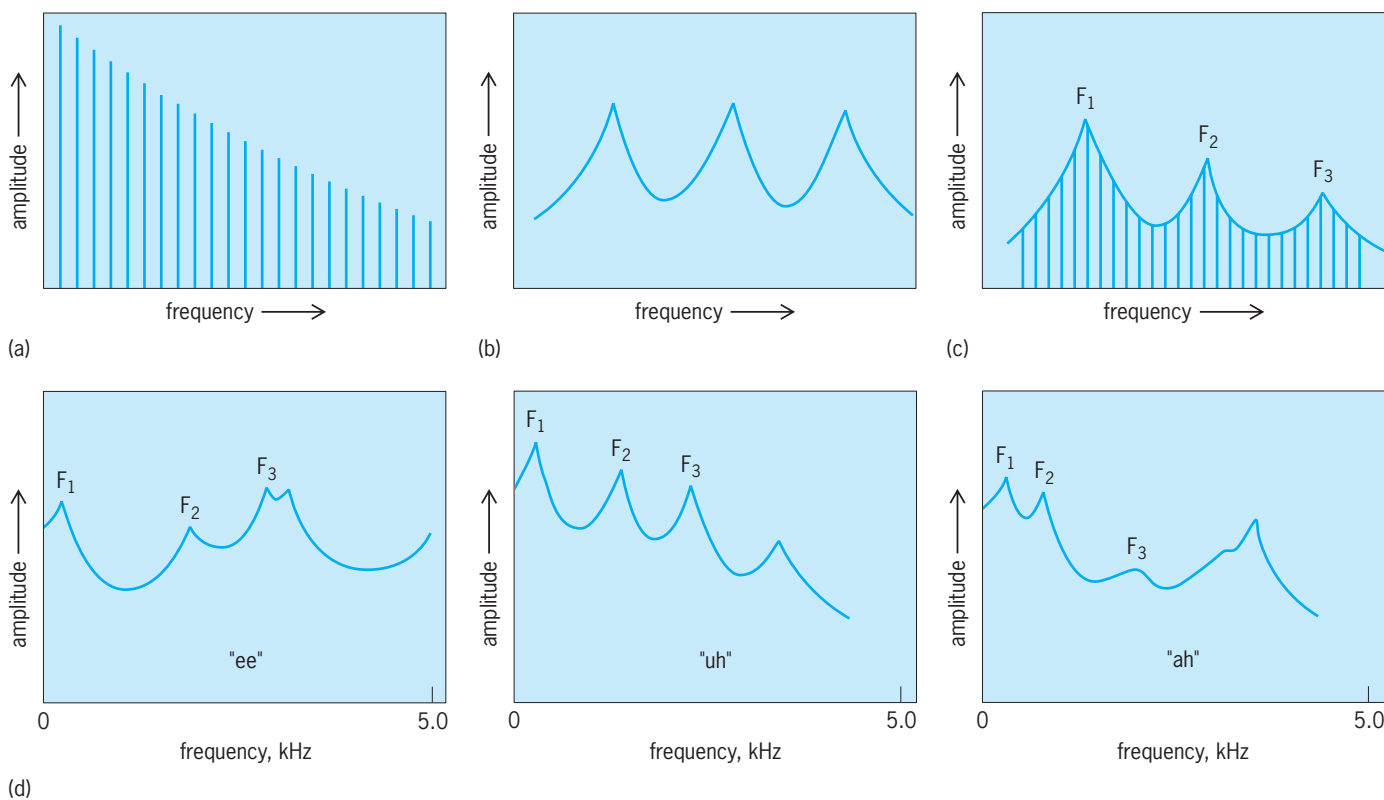 amplitude
frequency
(a)
amplitude
frequency
(b)
F1
F2
F3
amplitude
frequency
(c)
F1
F2
F3
amplitude
"ee"
0
5.0
frequency, kHz
F1
F2
F3
amplitude
"uh"
0
5.0
frequency, kHz
F1
F2
F3
amplitude
"ah"
0
5.0
frequency, kHz
(d)